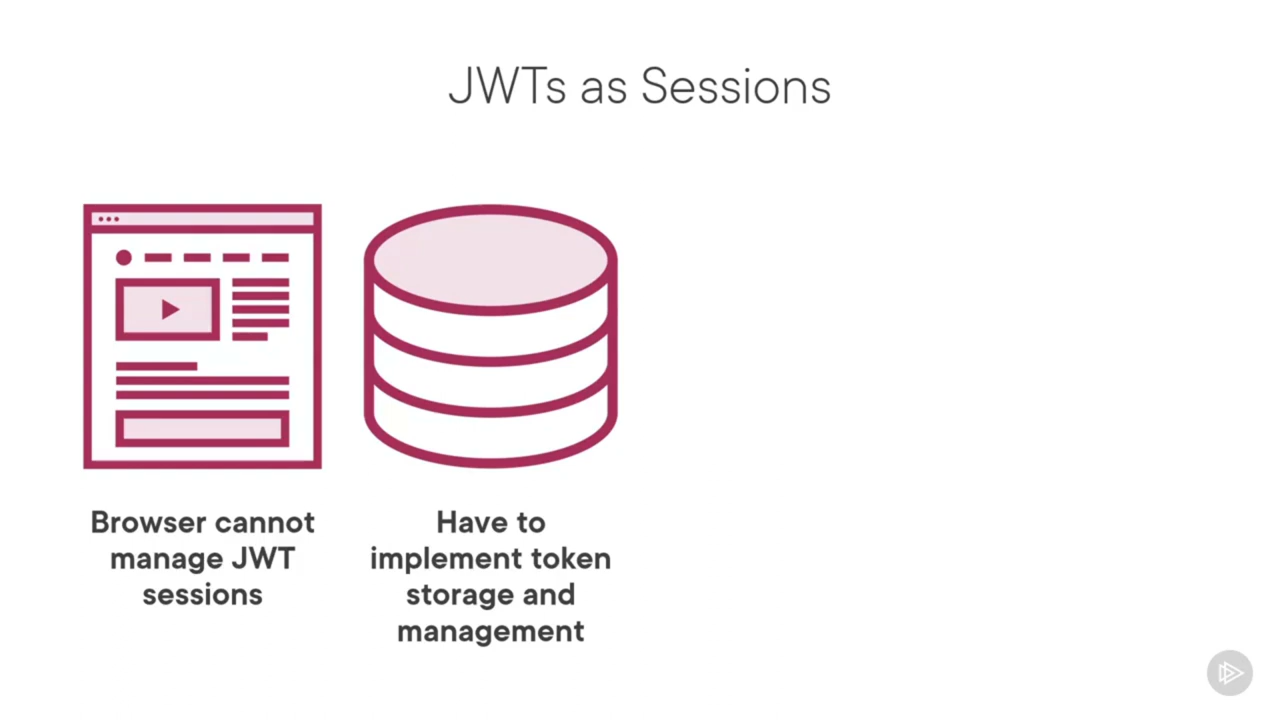 JWTs as Sessions
Browser cannot
manage JWT
sessions
Have to
implement token
storage and
management